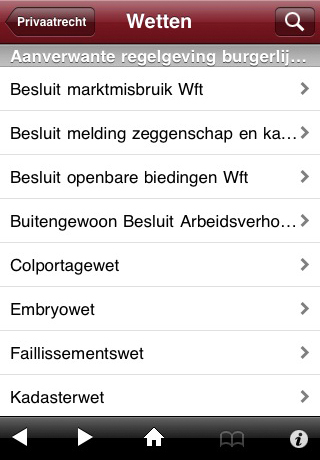 Privaatrecht
Wetten
Aanverwante regelgeving burgerlij...
Besluit marktmisbruik Wft
Besluit melding zeggenschap en ka...
Besluit openbare biedingen Wft
Buitengewoon Besluit Arbeidsverho...
Colportagewet
Embryowet
Faillissementswet
Kadasterwet